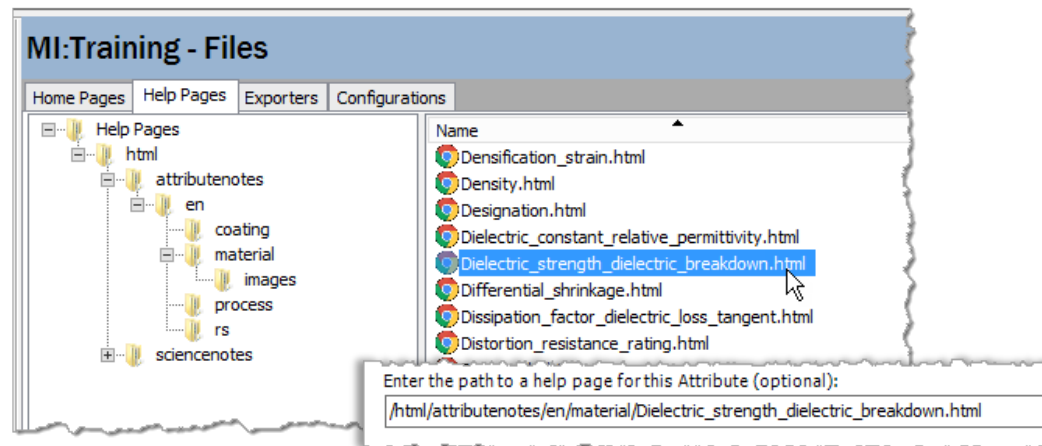 MI:Training - Files
Home Pages Help Pages Exporters Configurations
Help Pages
html
attributenotes
en
coating
material
images
process
rs
sciencenotes
Name
Densification_strain.html
Density.html
Designation.html
Dielectric_constant_relative_permittivity.html
Dielectric_strength_dielectric_breakdown.html
Differential_shrinkage.html
Dissipation_factor_dielectric_loss_tangent.html
Distortion_resistance_rating.html
Enter the path to a help page for this Attribute (optional):
/html/attributenotes/en/material/Dielectric_strength_dielectric_breakdown.html